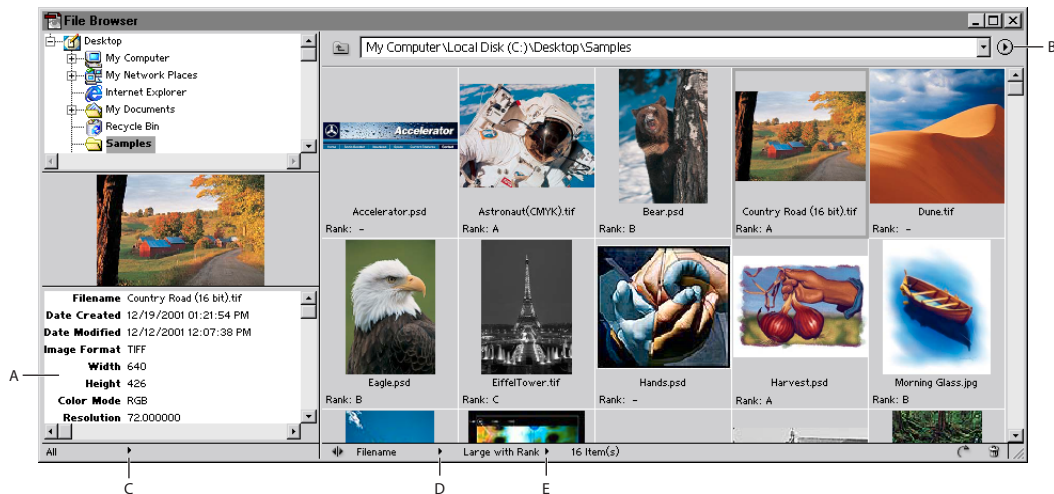 File Browser
Desktop
My Computer
My Network Places
Internet Explorer
My Documents
Recycle Bin
Samples
My Computer\Local Disk (C:)\Desktop\Samples
B
Accelerator
Accelerator.psd
Rank: -
Astronaut(CMYK).tif
Rank: A
Bear.psd
Rank: B
Country Road (16 bit).tif
Rank: A
Dune.tif
Rank: -
Eagle.psd
Rank: B
EiffelTower.tif
Rank: C
Hands.psd
Rank: -
Harvest.psd
Rank: A
Morning Glass.jpg
Rank: B
Filename Country Road (16 bit).tif
Date Created 12/19/2001 01:21:54 PM
Date Modified 12/12/2001 12:07:38 PM
Image Format TIFF
Width 640
Height 426
Color Mode RGB
Resolution 72.000000
A
All
Filename
Large with Rank
16 Item(s)
C
D
E